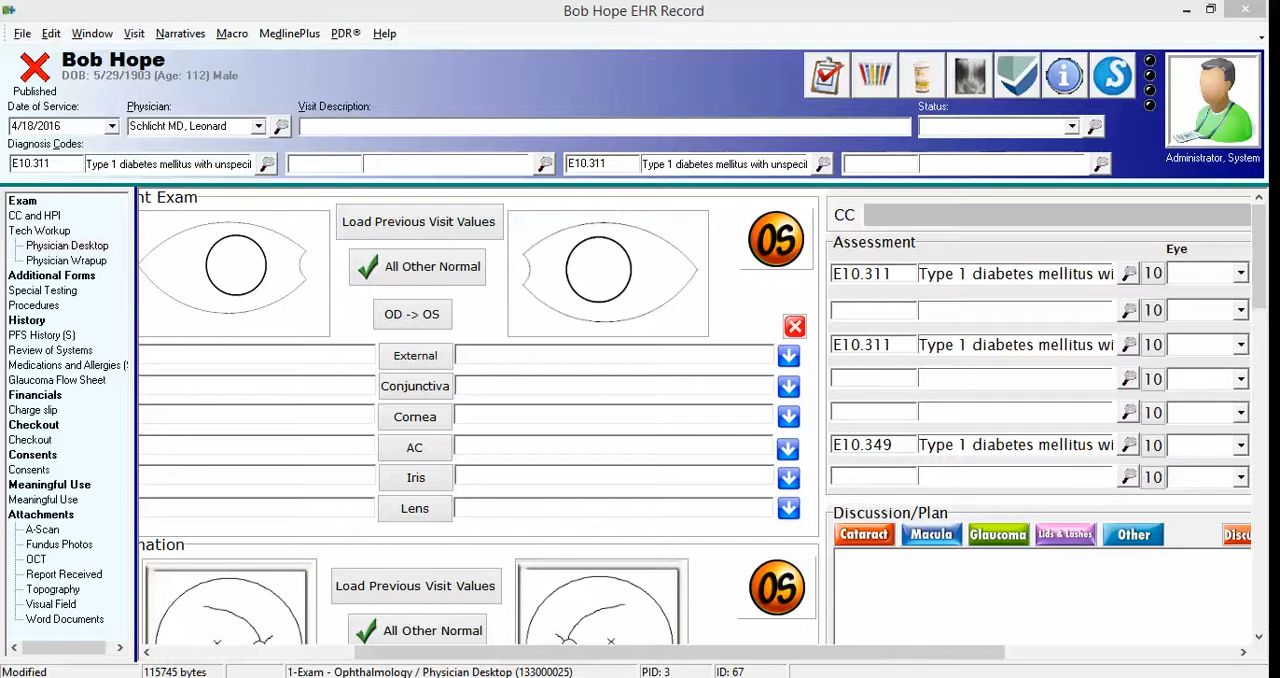 Bob Hope EHR Record
File Edit Window Visit Narratives Macro MedlinePlus PDR® Help
Bob Hope
DOB: 5/29/1903 (Age: 112) Male
Published
Date of Service: Physician: Visit Description: Status:
4/18/2016 Schlicht MD, Leonard
Diagnosis Codes:
E10.311 Type 1 diabetes mellitus with unspecil E10.311 Type 1 diabetes mellitus with unspecil
Administrator, System
Exam
CC and HPI
Tech Workup
Physician Desktop
Physician Wrapup
Additional Forms
Special Testing
Procedures
History
PFS History (S)
Review of Systems
Medications and Allergies (
Glaucoma Flow Sheet
Financials
Charge slip
Checkout
Checkout
Consents
Consents
Meaningful Use
Meaningful Use
Attachments
A-Scan
Fundus Photos
OCT
Report Received
Topography
Visual Field
Word Documents
nt Exam
Load Previous Visit Values
All Other Normal
OD -> OS
OS
External
Conjunctiva
Cornea
AC
Iris
Lens
nation
Load Previous Visit Values
All Other Normal
OS
CC
Assessment
Eye
E10.311 Type 1 diabetes mellitus wi 10
10
E10.311 Type 1 diabetes mellitus wi 10
10
10
E10.349 Type 1 diabetes mellitus wi 10
10
Discussion/Plan
Cataract Macula Glaucoma Lids & Lashes Other Discu
Modified 115745 bytes 1-Exam - Ophthalmology / Physician Desktop (133000025) PID: 3 ID: 67